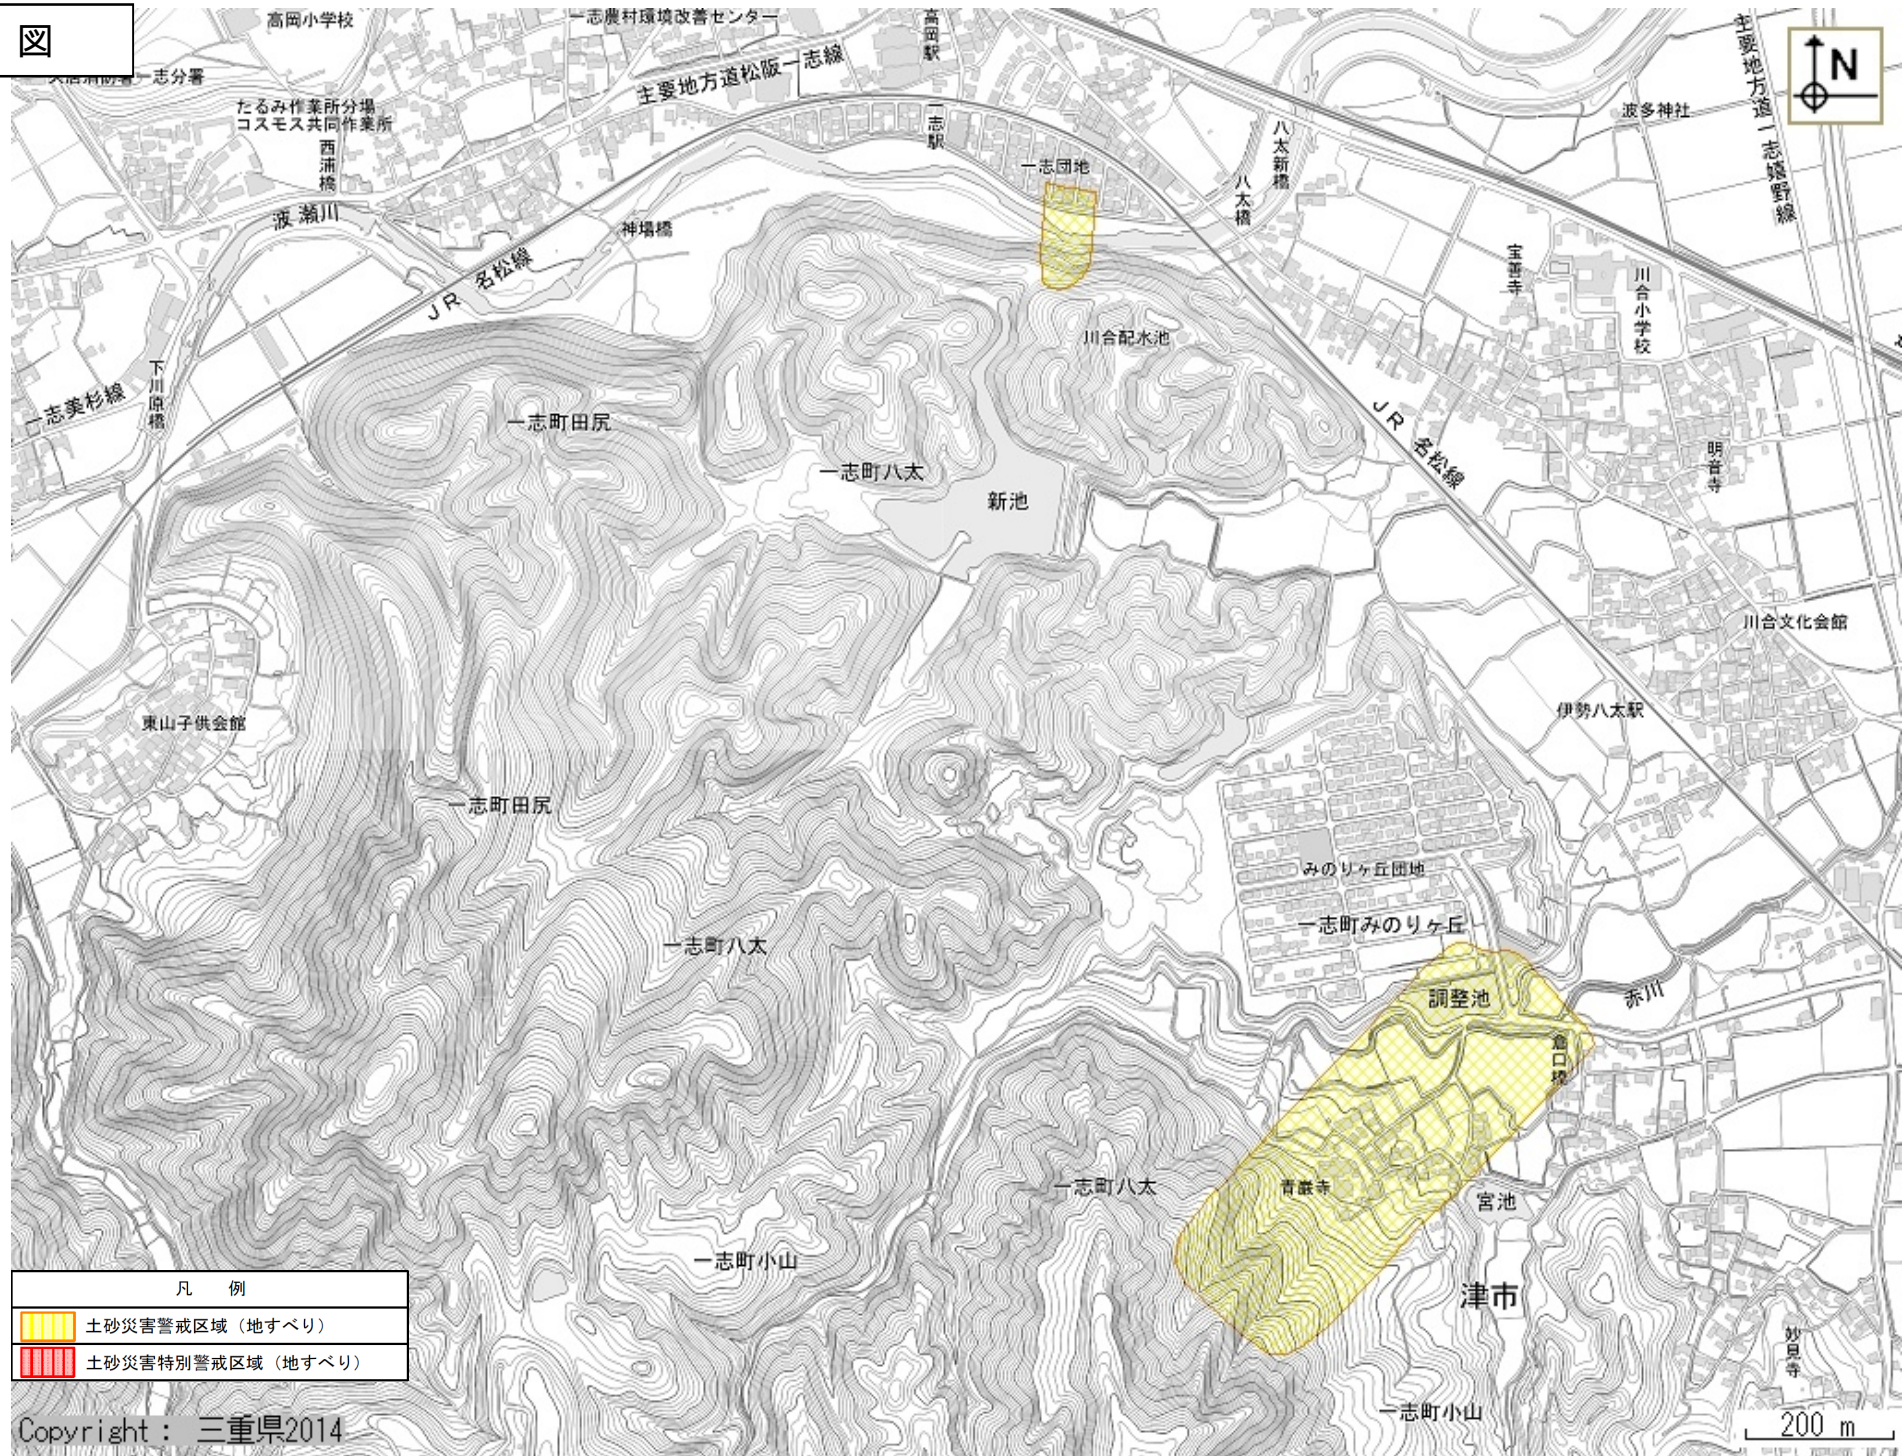 図
高岡小学校
一志農村環境改善センター
高岡駅
主要地方道松阪一志線
たるみ作業所分場
コスモス共同作業所
西浦橋
一志駅
一志団地
八太新橋
八太橋
波多神社
主要地方道一志嬉野線
N
波瀬川
神場橋
JR 名松線
宝善寺
川合小学校
川合配水池
下川原橋
一志美杉線
一志町田尻
一志町八太
新池
JR 名松線
明音寺
川合文化会館
東山子供会館
伊勢八太駅
一志町田尻
みのりヶ丘団地
一志町みのりヶ丘
一志町八太
調整池
赤川
倉口橋
一志町八太
青巌寺
宮池
一志町小山
津市
妙見寺
一志町小山
凡 例
土砂災害警戒区域（地すべり）
土砂災害特別警戒区域（地すべり）
Copyright： 三重県2014
200 m